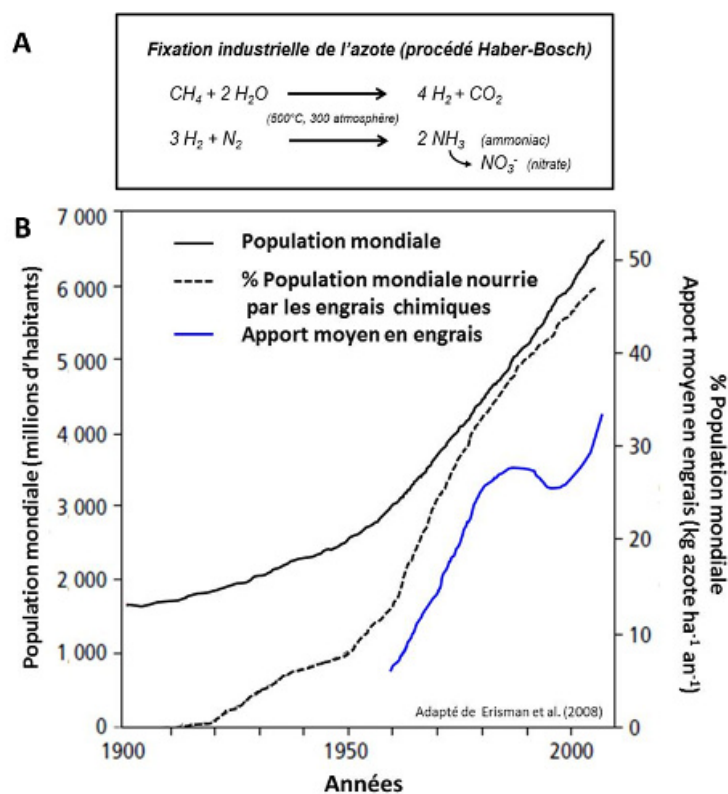 A
Fixation industrielle de l'azote (procédé Haber-Bosch)
CH₄ + 2 H₂O 4 H₂ + CO₂
(500°C, 300 atmosphère)
3 H₂ + N₂ 2 NH₃ (ammoniac)
NO₃⁻ (nitrate)
B
Population mondiale
% Population mondiale nourrie
par les engrais chimiques
Apport moyen en engrais
Population mondiale (millions d'habitants)
7 000
6 000
5 000
4 000
3 000
2 000
1 000
0
50
40
30
20
10
0
% Population mondiale
Apport moyen en engrais (kg azote ha⁻¹ an⁻¹)
Adapté de Erisman et al. (2008)
1900 1950 2000
Années